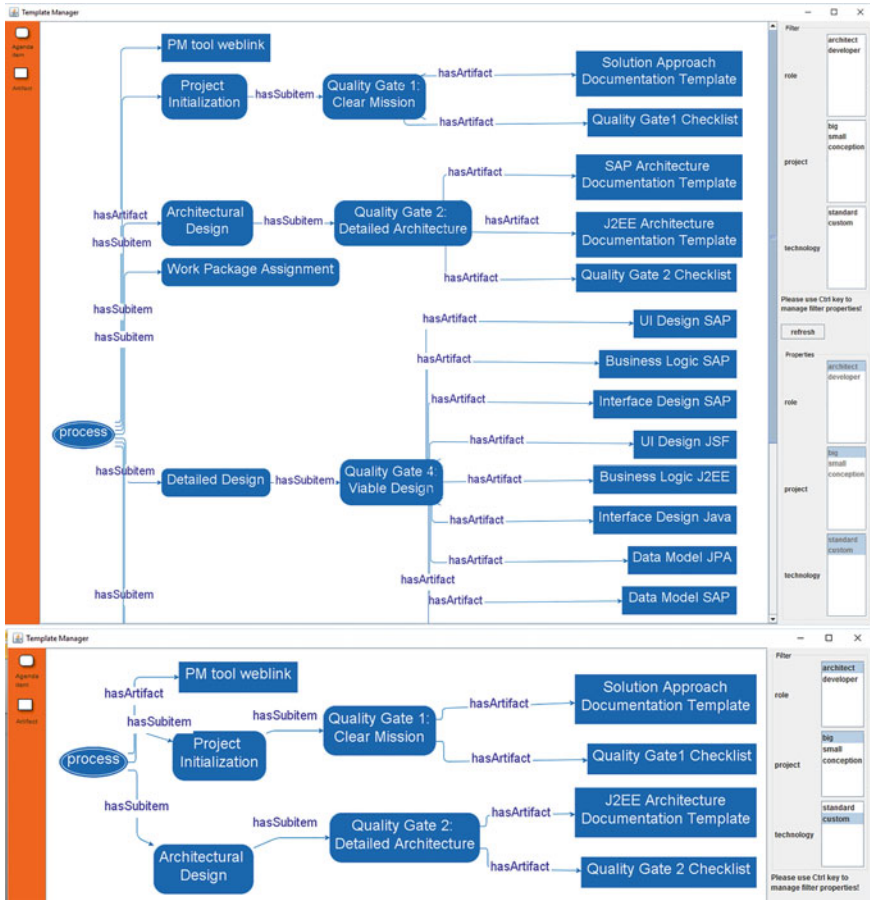 Template Manager
Agenda
item
Artifact
PM tool weblink
Project
Initialization
hasSubitem
Quality Gate 1:
Clear Mission
hasArtifact
Solution Approach
Documentation Template
hasArtifact
Quality Gate1 Checklist
hasArtifact
SAP Architecture
Documentation Template
hasArtifact
hasSubitem
Architectural
Design
hasSubitem
Quality Gate 2:
Detailed Architecture
hasArtifact
J2EE Architecture
Documentation Template
Work Package Assignment
hasArtifact
Quality Gate 2 Checklist
hasSubitem
hasSubitem
hasArtifact
UI Design SAP
hasArtifact
Business Logic SAP
hasArtifact
Interface Design SAP
process
hasArtifact
UI Design JSF
hasSubitem
Detailed Design
hasSubitem
Quality Gate 4:
Viable Design
hasArtifact
Business Logic J2EE
hasArtifact
Interface Design Java
hasArtifact
Data Model JPA
hasArtifact
hasSubitem
hasArtifact
Data Model SAP
Filter
role
architect
developer
project
big
small
conception
technology
standard
custom
Please use Ctrl key to
manage filter properties!
refresh
Properties
role
architect
developer
project
big
small
conception
technology
standard
custom
Template Manager
Agenda
item
Artifact
PM tool weblink
hasArtifact
hasSubitem
process
Project
Initialization
hasSubitem
Quality Gate 1:
Clear Mission
hasArtifact
Solution Approach
Documentation Template
hasArtifact
Quality Gate1 Checklist
hasSubitem
Architectural
Design
hasSubitem
Quality Gate 2:
Detailed Architecture
hasArtifact
J2EE Architecture
Documentation Template
hasArtifact
Quality Gate 2 Checklist
Filter
role
architect
developer
project
big
small
conception
technology
standard
custom
Please use Ctrl key to
manage filter properties!